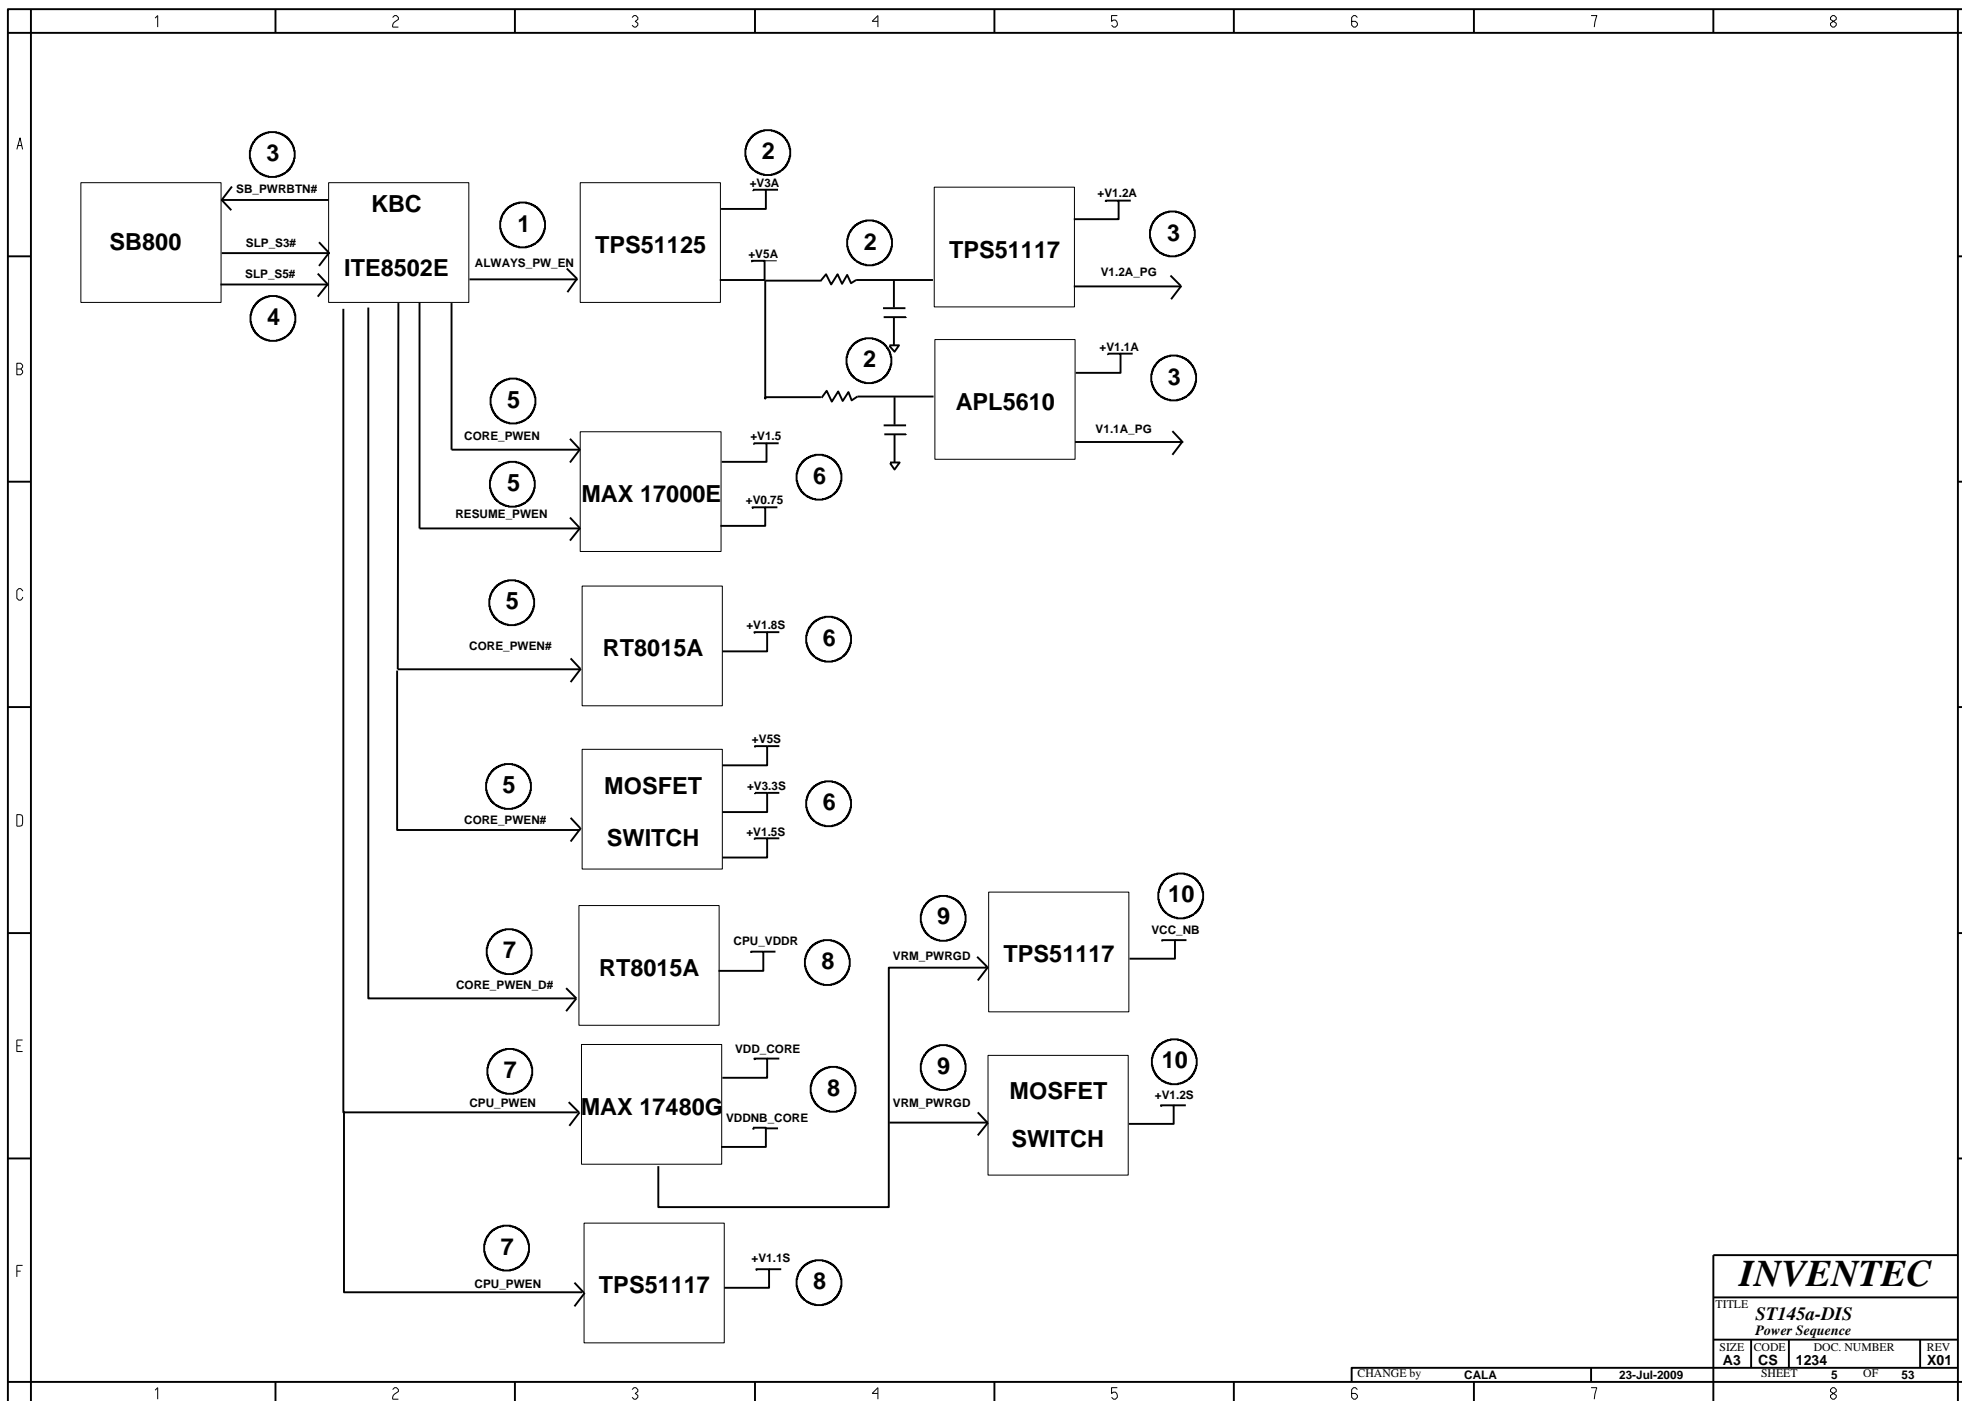 1 2 3 4 5 6 7 8
A
B
C
D
E
F
3
SB_PWRBTN#
SB800
SLP_S3#
SLP_S5#
4
KBC
ITE8502E
1
ALWAYS_PW_EN
TPS51125
2
+V3A
+V5A
2
TPS51117
+V1.2A
3
V1.2A_PG
2
APL5610
+V1.1A
3
V1.1A_PG
5
CORE_PWEN
5
RESUME_PWEN
MAX 17000E
+V1.5
6
+V0.75
5
CORE_PWEN#
RT8015A
+V1.8S
6
5
CORE_PWEN#
MOSFET
SWITCH
+V5S
+V3.3S
+V1.5S
6
7
CORE_PWEN_D#
RT8015A
CPU_VDDR
8
7
CPU_PWEN
MAX 17480G
VDD_CORE
VDDNB_CORE
8
9
VRM_PWRGD
TPS51117
10
VCC_NB
9
VRM_PWRGD
MOSFET
SWITCH
10
+V1.2S
7
CPU_PWEN
TPS51117
+V1.1S
8
INVENTEC
TITLE
ST145a-DIS
Power Sequence
SIZE CODE DOC. NUMBER REV
A3 CS 1234 X01
CHANGE by CALA 23-Jul-2009 SHEET 5 OF 53
1 2 3 4 5 6 7 8